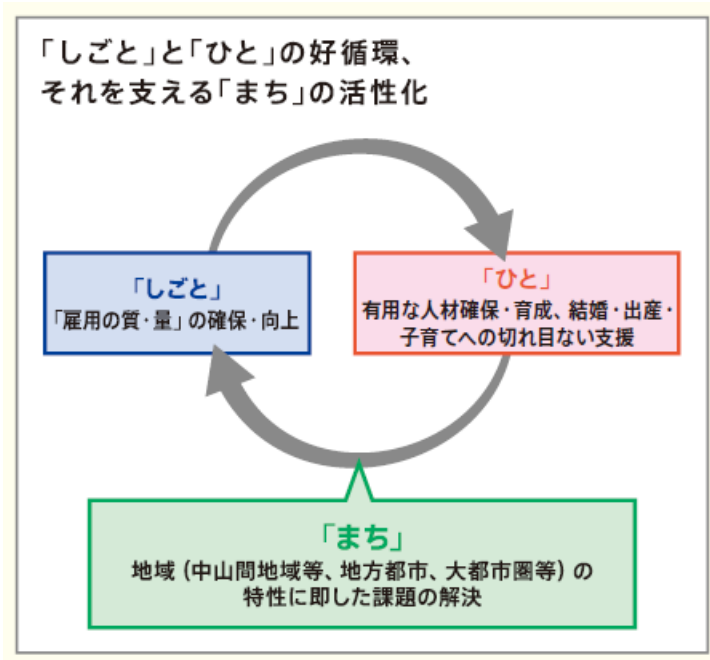 「しごと」と「ひと」の好循環、
それを支える「まち」の活性化
「しごと」
「雇用の質・量」の確保・向上
「ひと」
有用な人材確保・育成、結婚・出産・
子育てへの切れ目ない支援
「まち」
地域（中山間地域等、地方都市、大都市圏等）の
特性に即した課題の解決